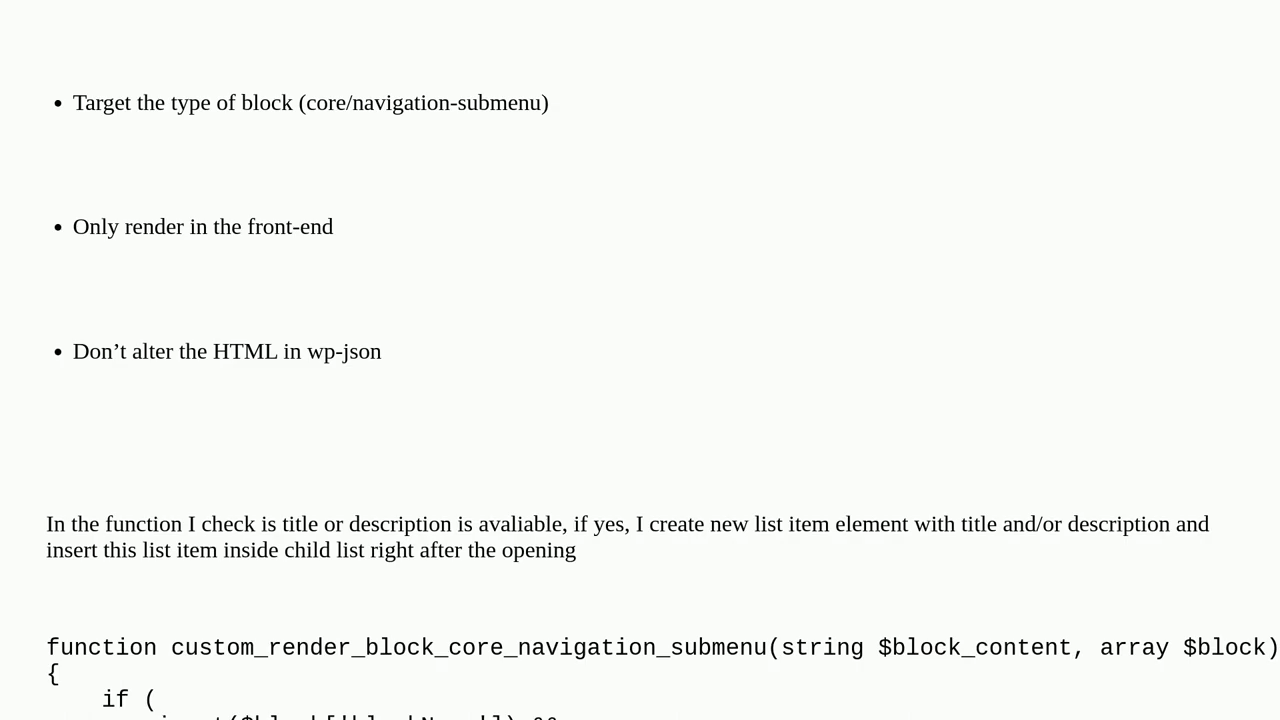 • Target the type of block (core/navigation-submenu)
• Only render in the front-end
• Don’t alter the HTML in wp-json
In the function I check is title or description is avaliable, if yes, I create new list item element with title and/or description and
insert this list item inside child list right after the opening
function custom_render_block_core_navigation_submenu(string $block_content, array $block)
{
    if (